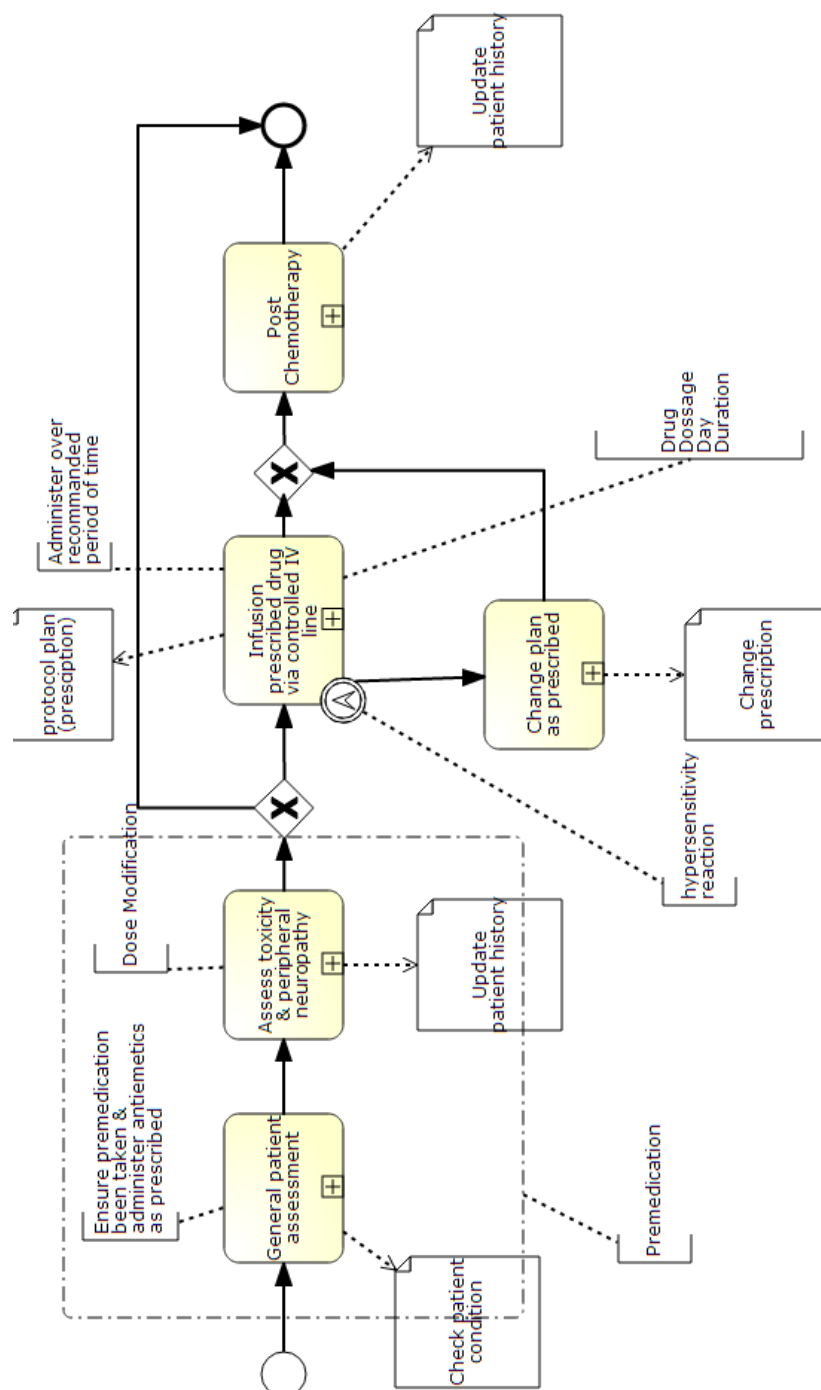 Ensure premedication
been taken &
administer antiemetics
as prescribed
Dose Modification
protocol plan
(presciption)
Administer over
recommanded
period of time
General patient
assessment
Assess toxicity
& peripheral
neuropathy
X
Infusion
prescribed drug
via controlled IV
line
X
Post
Chemotherapy
Check patient
condition
Update
patient history
Change plan
as prescribed
Update
patient history
Premedication
hypersensitivity
reaction
Change
prescription
Drug
Dossage
Day
Duration